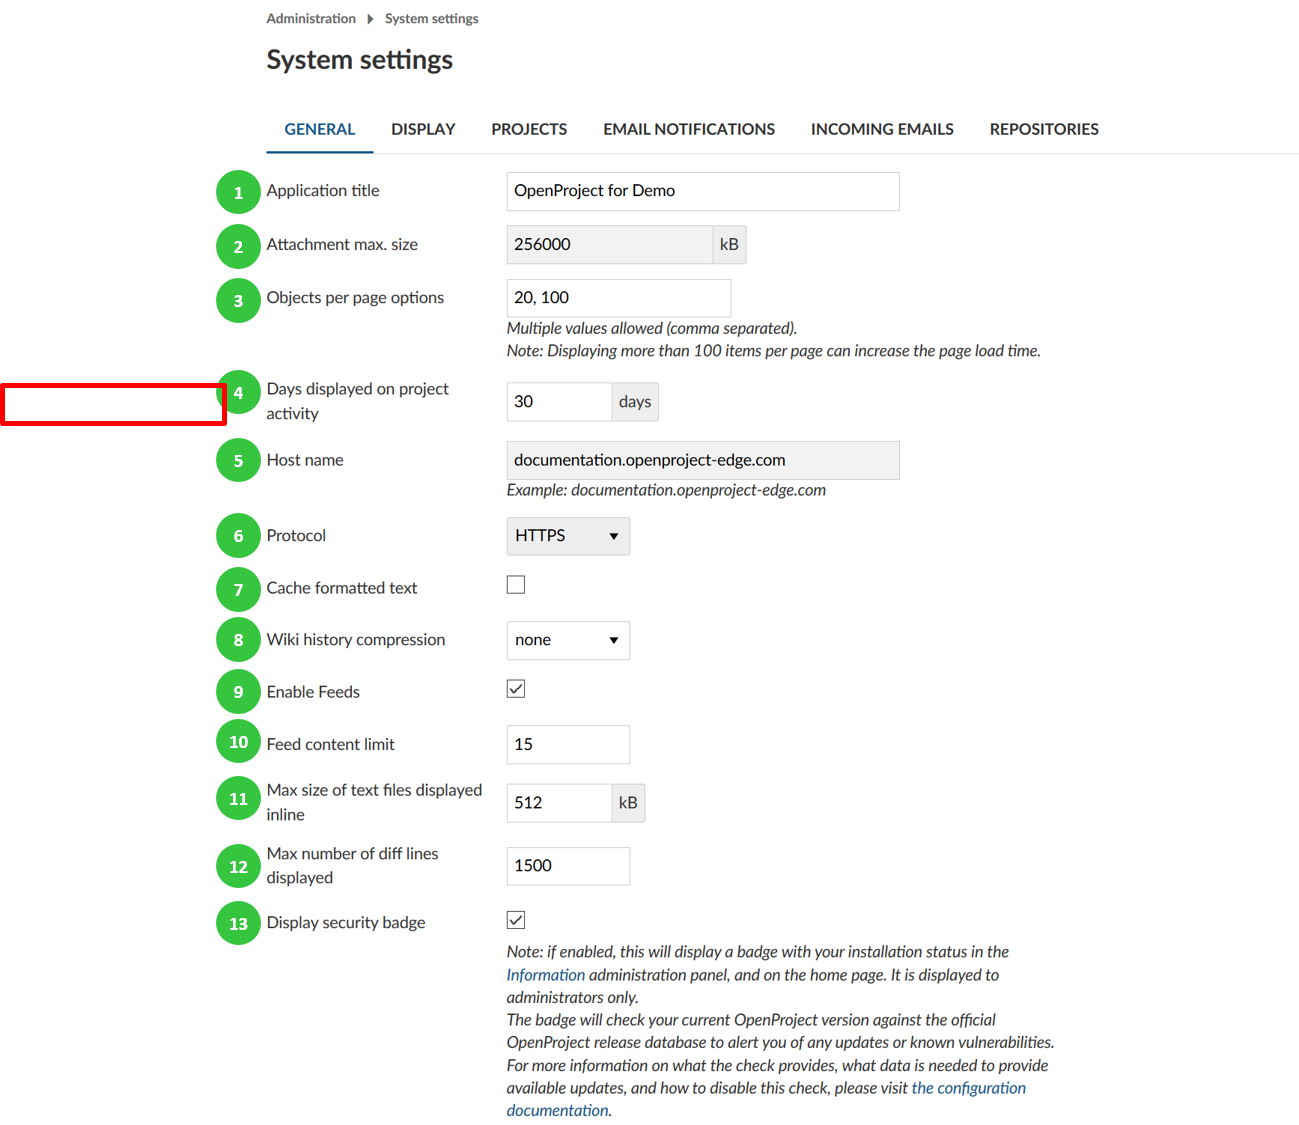 Administration System settings
System settings
GENERAL DISPLAY PROJECTS EMAIL NOTIFICATIONS INCOMING EMAILS REPOSITORIES
1 Application title OpenProject for Demo
2 Attachment max. size 256000 kB
3 Objects per page options 20, 100
Multiple values allowed (comma separated).
Note: Displaying more than 100 items per page can increase the page load time.
4 Days displayed on project
activity 30 days
5 Host name documentation.openproject-edge.com
Example: documentation.openproject-edge.com
6 Protocol HTTPS
7 Cache formatted text
8 Wiki history compression none
9 Enable Feeds
10 Feed content limit 15
11 Max size of text files displayed
inline 512 kB
12 Max number of diff lines
displayed 1500
13 Display security badge
Note: if enabled, this will display a badge with your installation status in the
Information administration panel, and on the home page. It is displayed to
administrators only.
The badge will check your current OpenProject version against the official
OpenProject release database to alert you of any updates or known vulnerabilities.
For more information on what the check provides, what data is needed to provide
available updates, and how to disable this check, please visit the configuration
documentation.